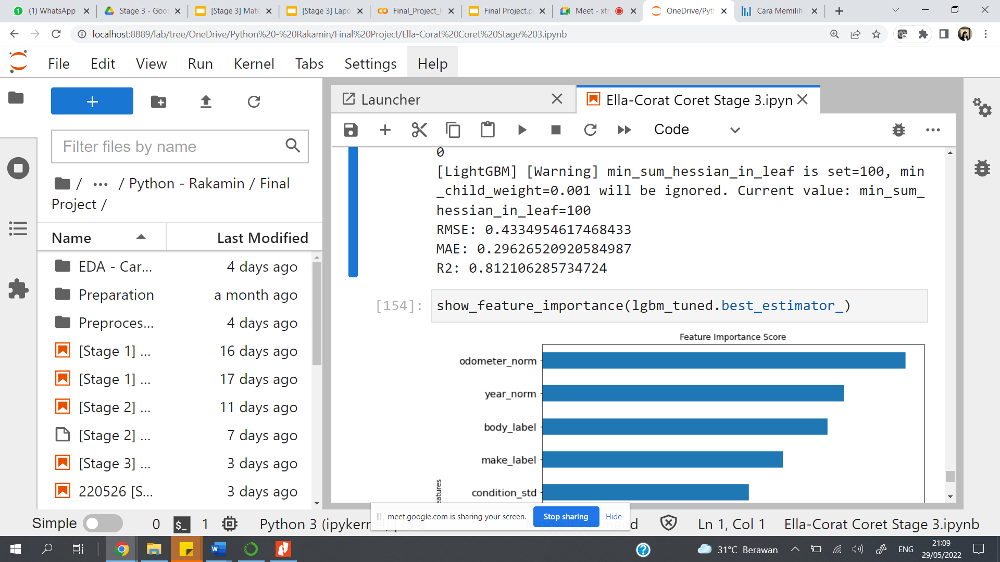 (1) WhatsApp
Stage 3 - Goo
[Stage 3] Mate
[Stage 3] Lapo
Final_Project_F
Final Project.p
Meet - xtr
OneDrive/Pyth
Cara Memilih
localhost:8889/lab/tree/OneDrive/Python%20-%20Rakamin/Final%20Project/Ella-Corat%20Coret%20Stage%203.ipynb
File Edit View Run Kernel Tabs Settings Help
Launcher
Ella-Corat Coret Stage 3.ipyn
Code
Filter files by name
/ ... / Python - Rakamin / Final
Project /
Name Last Modified
EDA - Car... 4 days ago
Preparation a month ago
Preproces... 4 days ago
[Stage 1] ... 16 days ago
[Stage 1] ... 17 days ago
[Stage 2] ... 11 days ago
[Stage 2] ... 7 days ago
[Stage 3] ... 3 days ago
220526 [S... 3 days ago
0
[LightGBM] [Warning] min_sum_hessian_in_leaf is set=100, min
_child_weight=0.001 will be ignored. Current value: min_sum_
hessian_in_leaf=100
RMSE: 0.4334954617468433
MAE: 0.29626520920584987
R2: 0.812106285734724
[154]: show_feature_importance(lgbm_tuned.best_estimator_)
Feature Importance Score
odometer_norm
year_norm
body_label
make_label
condition_std
eatures
meet.google.com is sharing your screen. Stop sharing Hide
Simple 0 $_ 1 Python 3 (ipykern Ln 1, Col 1 Ella-Corat Coret Stage 3.ipynb
31°C Berawan ENG
21:09
29/05/2022